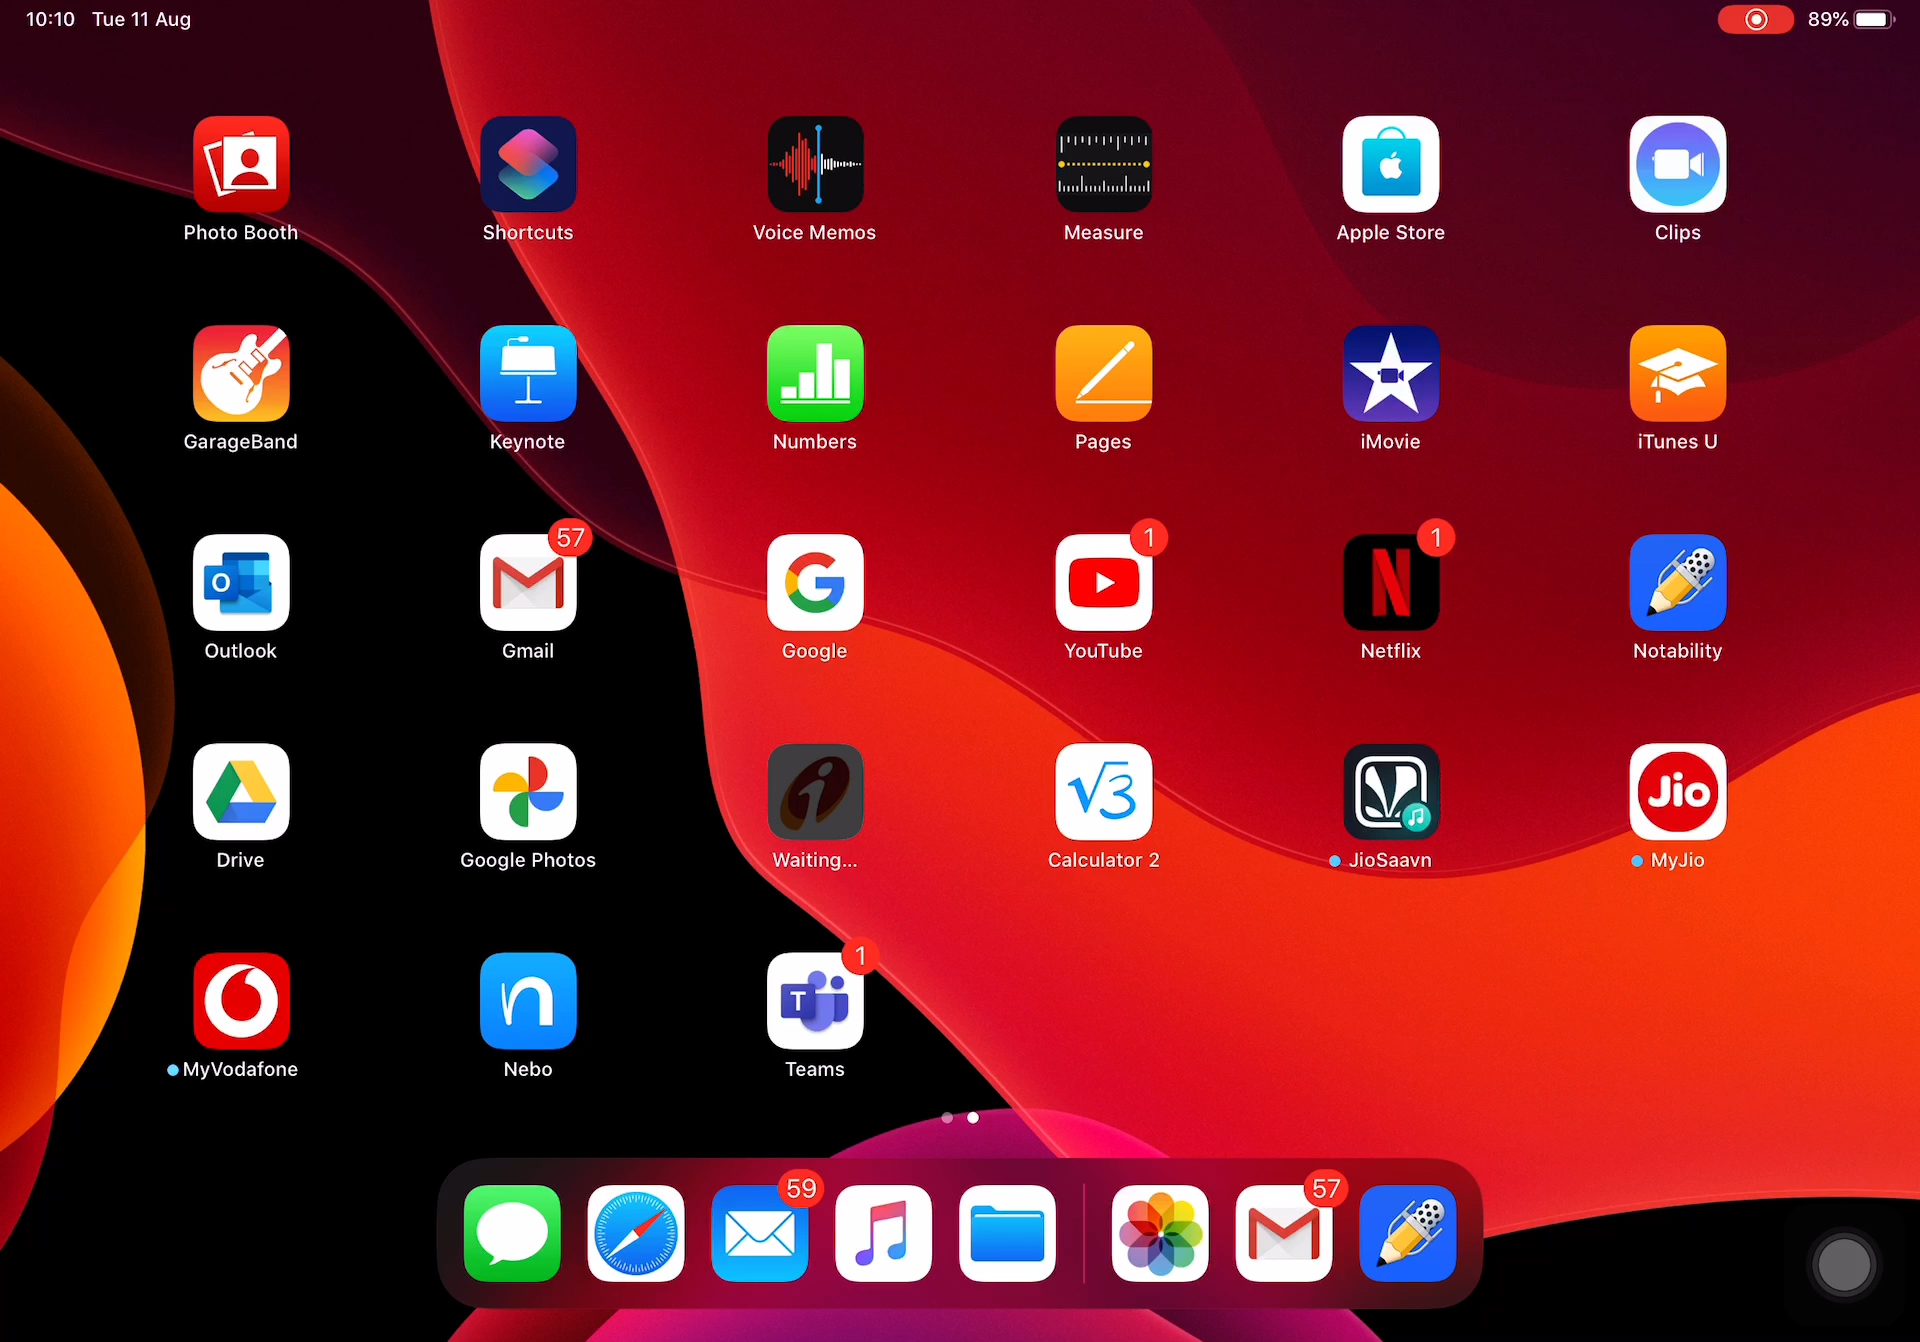 10:10 Tue 11 Aug 89%
Photo Booth Shortcuts Voice Memos Measure Apple Store Clips
GarageBand Keynote Numbers Pages iMovie iTunes U
57 1 1
O
Outlook Gmail Google YouTube Netflix Notability
√3 Jio
Drive Google Photos Waiting... Calculator 2 JioSaavn MyJio
1
n T
MyVodafone Nebo Teams
59 57